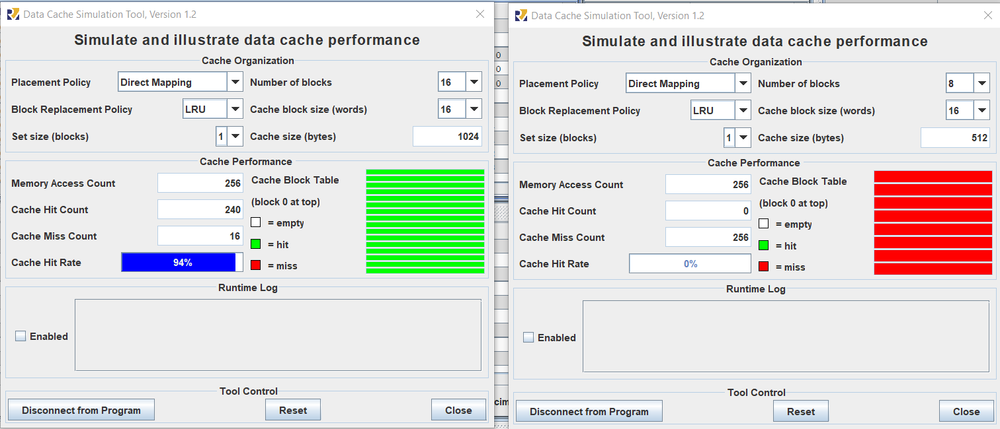 Data Cache Simulation Tool, Version 1.2
Simulate and illustrate data cache performance
Cache Organization
Placement Policy Direct Mapping Number of blocks 16
Block Replacement Policy LRU Cache block size (words) 16
Set size (blocks) 1 Cache size (bytes) 1024
Cache Performance
Memory Access Count 256 Cache Block Table
(block 0 at top)
Cache Hit Count 240
= empty
Cache Miss Count 16
= hit
Cache Hit Rate 94%
= miss
Runtime Log
Enabled
Tool Control
Disconnect from Program Reset Close
0
0
0
cim
Data Cache Simulation Tool, Version 1.2
Simulate and illustrate data cache performance
Cache Organization
Placement Policy Direct Mapping Number of blocks 8
Block Replacement Policy LRU Cache block size (words) 16
Set size (blocks) 1 Cache size (bytes) 512
Cache Performance
Memory Access Count 256 Cache Block Table
(block 0 at top)
Cache Hit Count 0
= empty
Cache Miss Count 256
= hit
Cache Hit Rate 0%
= miss
Runtime Log
Enabled
Tool Control
Disconnect from Program Reset Close